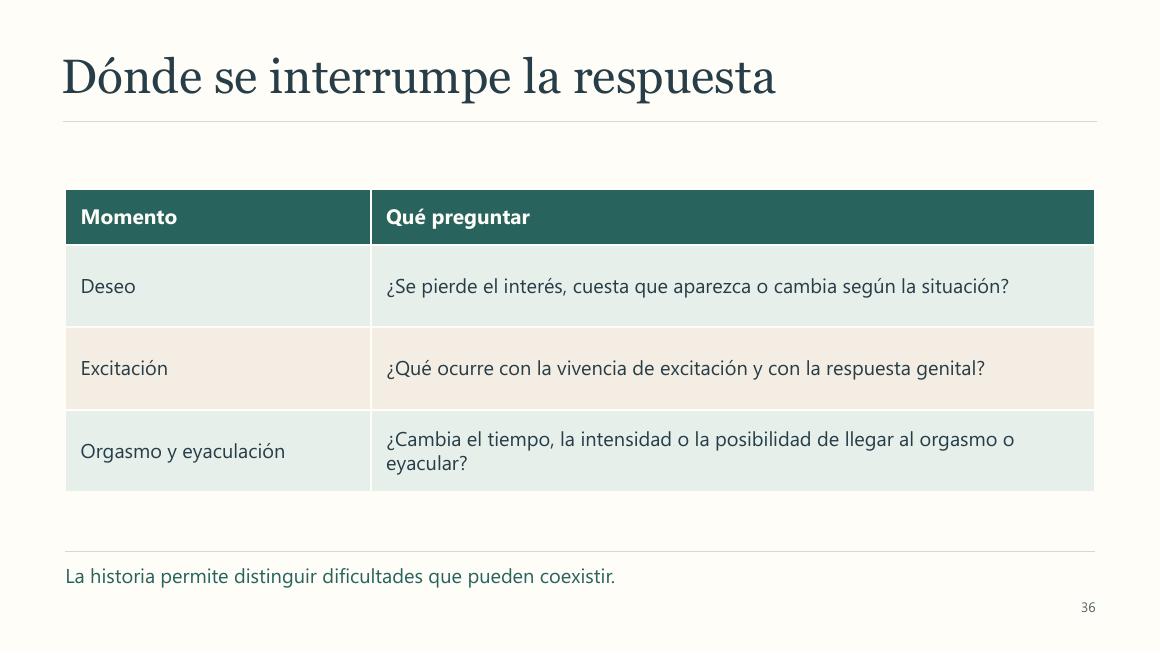 Dónde se interrumpe la respuesta
Momento
Qué preguntar
Deseo
¿Se pierde el interés, cuesta que aparezca o cambia según la situación?
Excitación
¿Qué ocurre con la vivencia de excitación y con la respuesta genital?
Orgasmo y eyaculación
¿Cambia el tiempo, la intensidad o la posibilidad de llegar al orgasmo o
eyacular?
La historia permite distinguir dificultades que pueden coexistir.
36